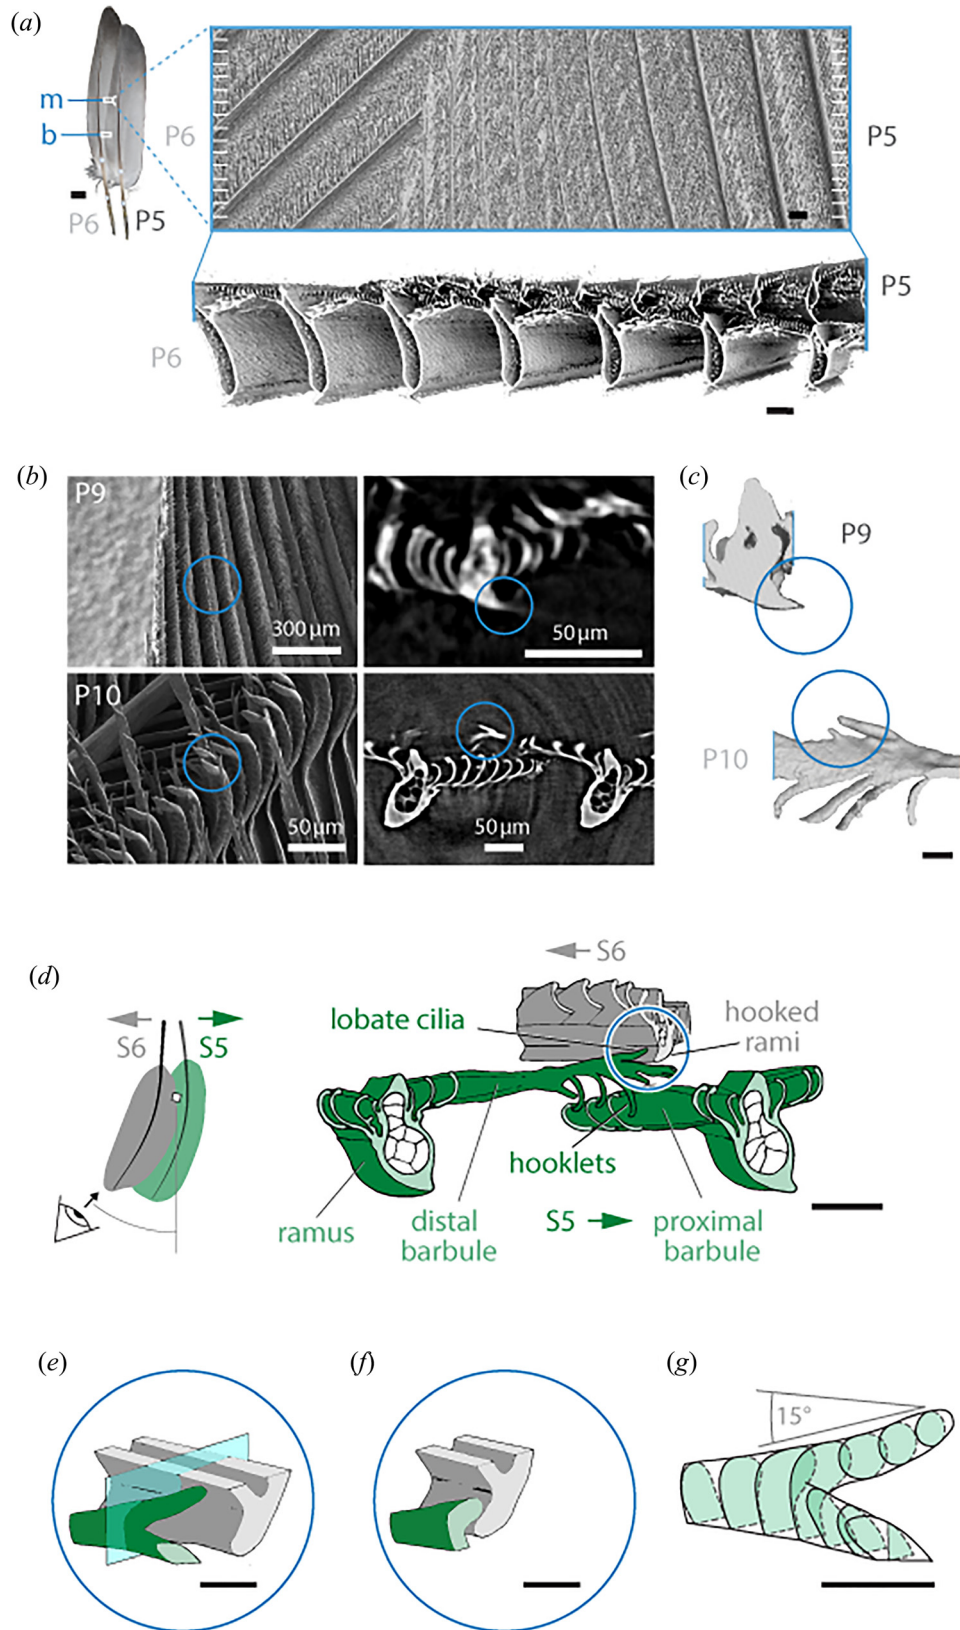 (a)
m
b
P6
P5
P6
P5
P6
P5
(b)
P9
300 µm
50 µm
P10
50 µm
50 µm
(c)
P9
P10
(d)
S6
S5
S6
lobate cilia
hooked
rami
hooklets
ramus
distal
barbule
S5
proximal
barbule
(e)
(f)
(g)
15°